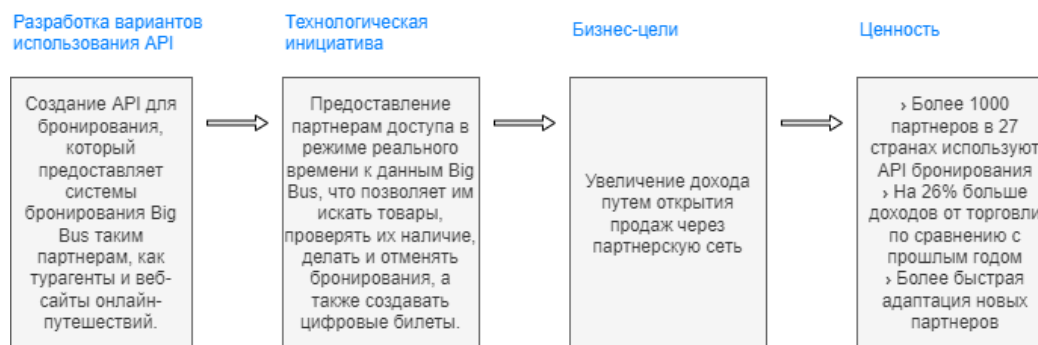 Разработка вариантов
использования API
Технологическая
инициатива
Бизнес-цели
Ценность
Создание API для
бронирования,
который
предоставляет
системы
бронирования Big
Bus таким
партнерам, как
турагенты и веб-
сайты онлайн-
путешествий.
Предоставление
партнерам доступа в
режиме реального
времени к данным Big
Bus, что позволяет им
искать товары,
проверять их наличие,
делать и отменять
бронирования, а
также создавать
цифровые билеты.
Увеличение дохода
путем открытия
продаж через
партнерскую сеть
› Более 1000
партнеров в 27
странах используют
API бронирования
› На 26% больше
доходов от торговли
по сравнению с
прошлым годом
› Более быстрая
адаптация новых
партнеров